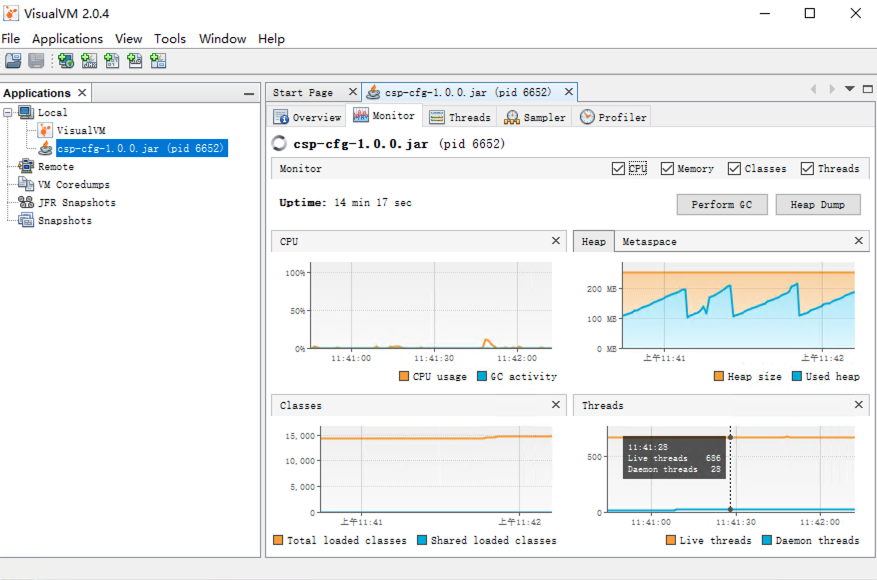 VisualVM 2.0.4
File Applications View Tools Window Help
Applications
Local
VisualVM
csp-cfg-1.0.0.jar (pid 6652)
Remote
VM Coredumps
JFR Snapshots
Snapshots
Start Page csp-cfg-1.0.0.jar (pid 6652)
Overview Monitor Threads Sampler Profiler
csp-cfg-1.0.0.jar (pid 6652)
Monitor CPU Memory Classes Threads
Uptime: 14 min 17 sec Perform GC Heap Dump
CPU
100%
50%
0%
11:41:00 11:41:30 11:42:00
CPU usage GC activity
Heap Metaspace
200 MB
100 MB
0 MB
上午11:41 上午11:42
Heap size Used heap
Classes
15,000
10,000
5,000
0
上午11:41 上午11:42
Total loaded classes Shared loaded classes
Threads
500
0
11:41:28
Live threads 686
Daemon threads 28
11:41:00 11:41:30 11:42:00
Live threads Daemon threads